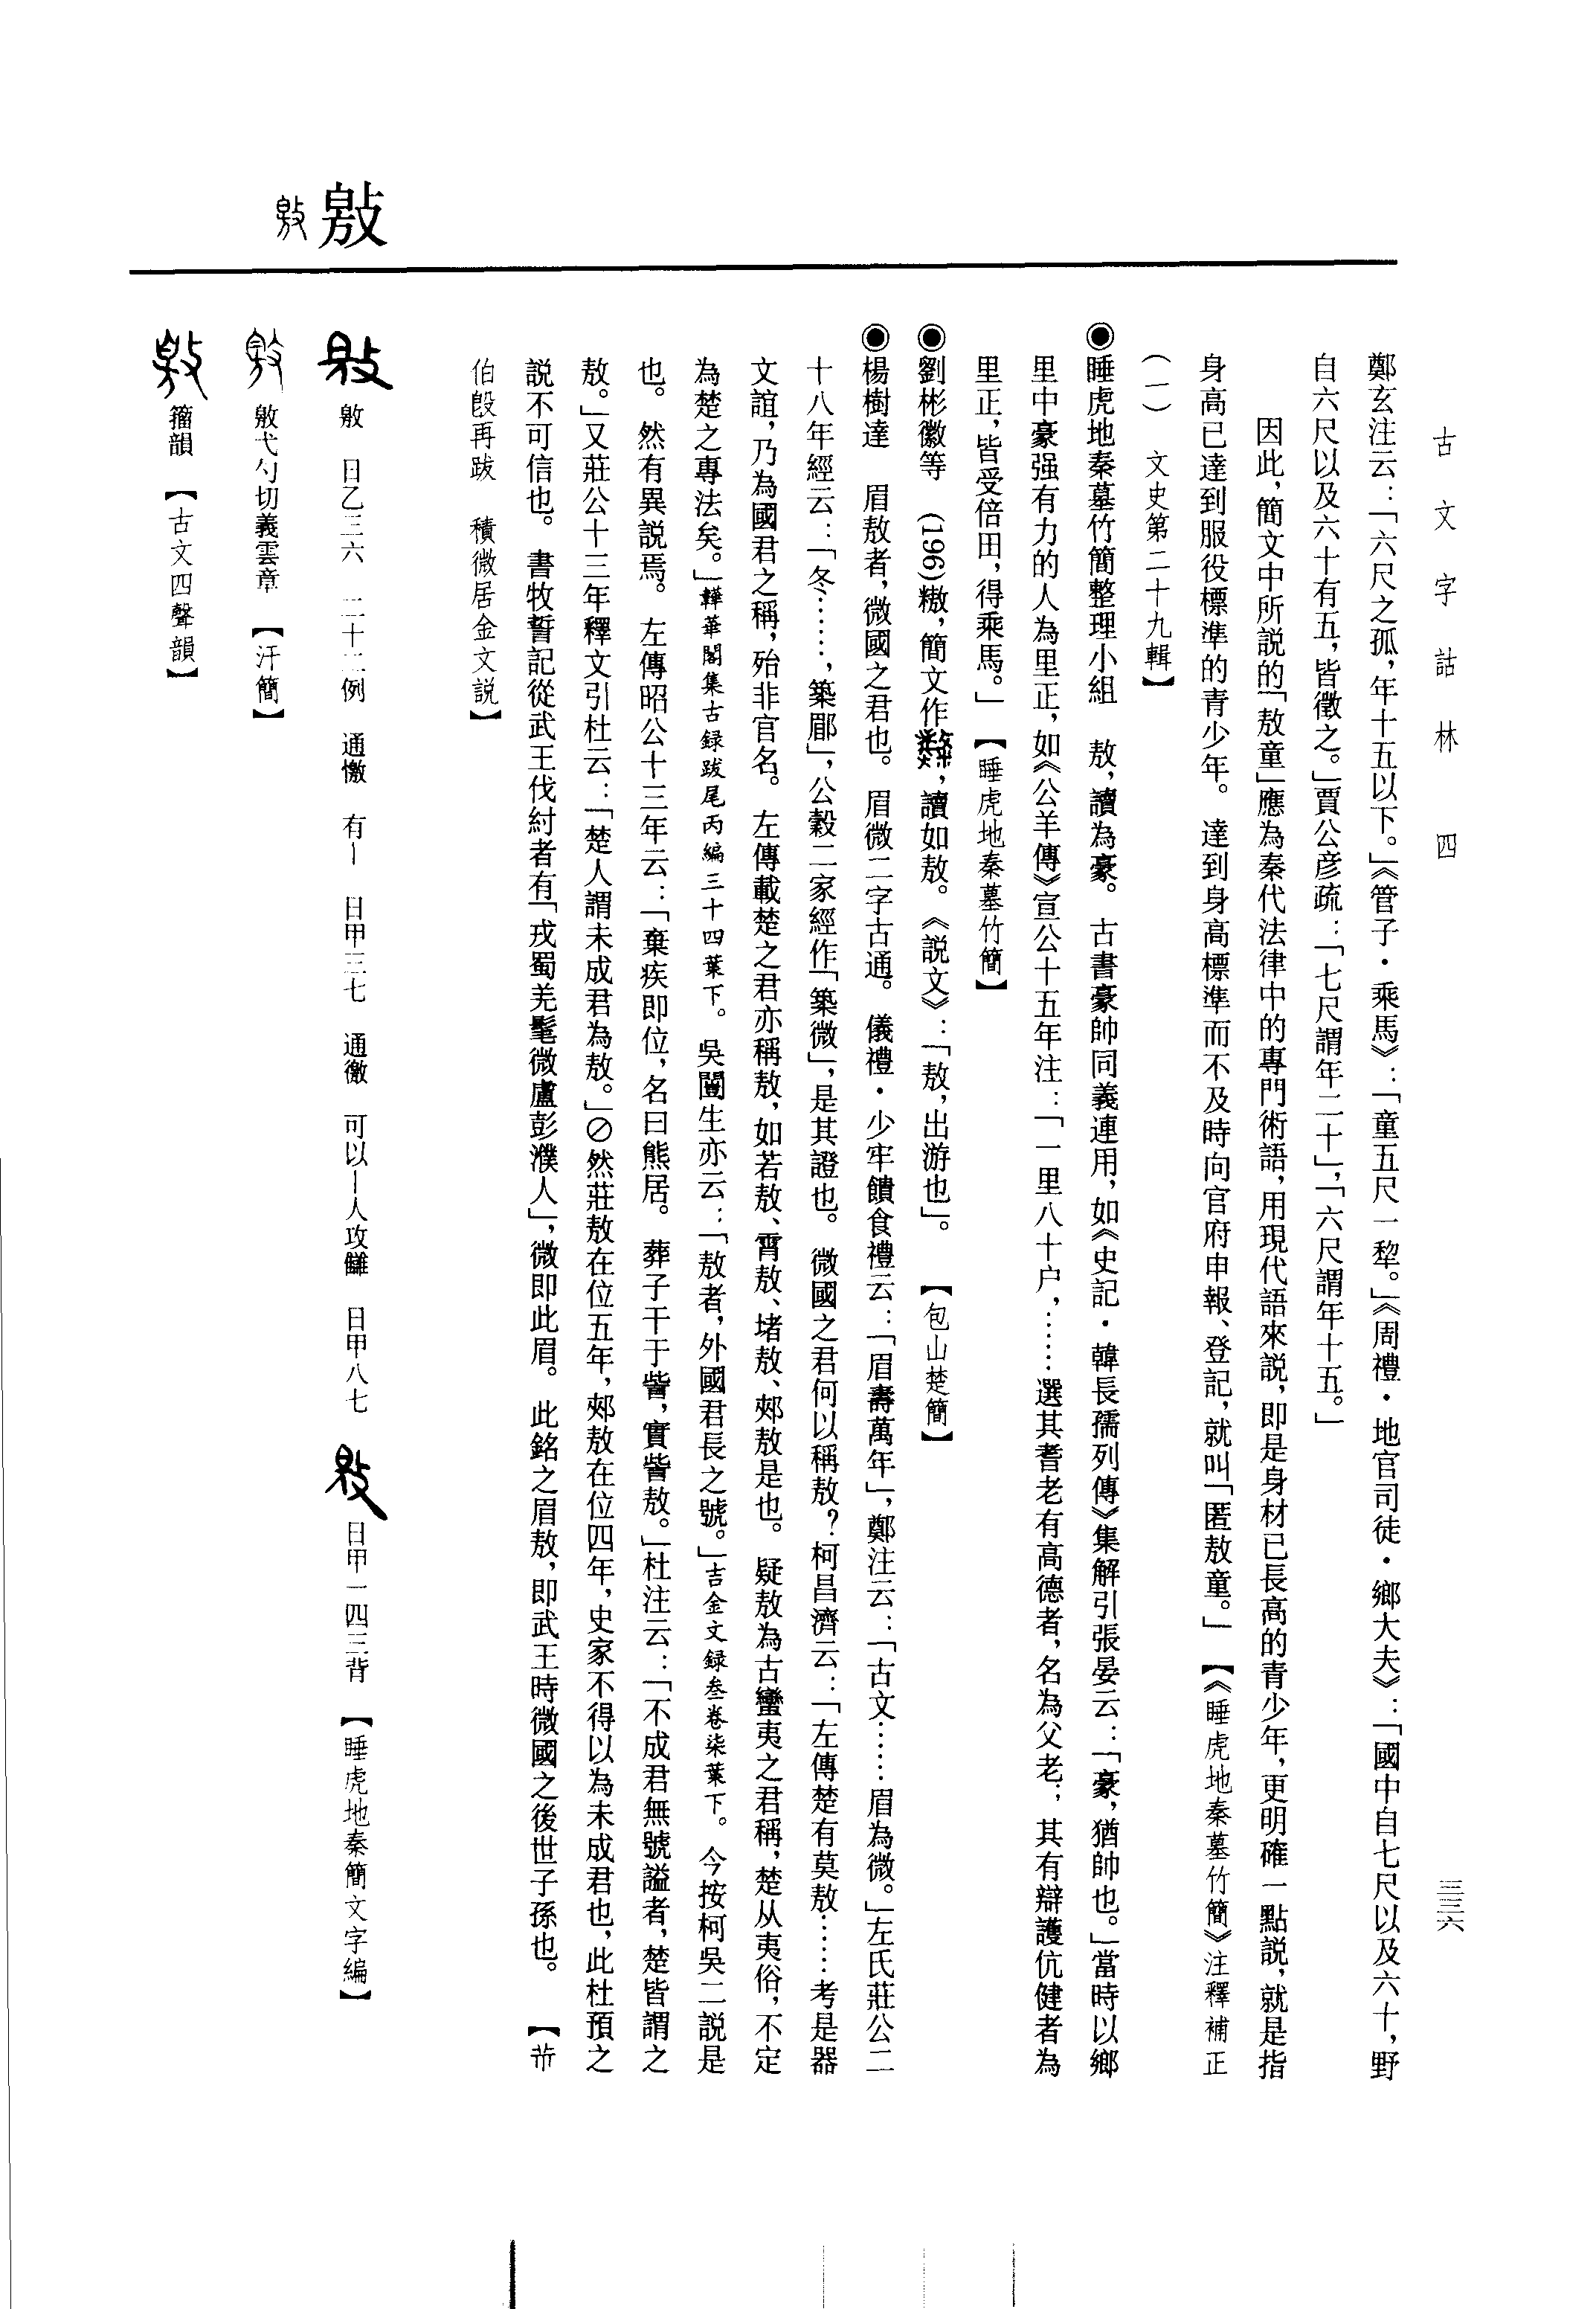 古文字詁林 四
三三六
鄭玄注云：「六尺之孤，年十五以下。」《管子·乘馬》：「童五尺一犂。」《周禮·地官司徒·鄉大夫》：「國中自七尺以及六十，野
自六尺以及六十有五，皆徵之。」賈公彦疏：「七尺謂年二十」，「六尺謂年十五。」
因此，簡文中所説的「敖童」應為秦代法律中的專門術語，用現代語來説，即是身材已長高的青少年，更明確一點説，就是指
身高已達到服役標準的青少年。達到身高標準而不及時向官府申報、登記，就叫「匿敖童。」【《睡虎地秦墓竹簡》注釋補正
（一） 文史第二十九輯】
◉睡虎地秦墓竹簡整理小組 敖，讀為豪。古書豪帥同義連用，如《史記·韓長孺列傳》集解引張晏云：「豪，猶帥也。」當時以鄉
里中豪强有力的人為里正，如《公羊傳》宣公十五年注：「一里八十户，……選其耆老有高德者，名為父老；其有辯護伉健者為
里正，皆受倍田，得乘馬。」【睡虎地秦墓竹簡】
◉劉彬徽等 (196)𢾍，簡文作，讀如敖。《説文》：「敖，出游也」。【包山楚簡】
◉楊樹達 眉敖者，微國之君也。眉微二字古通。儀禮·少牢饋食禮云：「眉壽萬年」，鄭注云：「古文……眉為微。」左氏莊公二
十八年經云：「冬……，築郿」，公穀二家經作「築微」，是其證也。微國之君何以稱敖？柯昌濟云：「左傳楚有莫敖……考是器
文誼，乃為國君之稱，殆非官名。左傳載楚之君亦稱敖，如若敖、霄敖、堵敖、郟敖是也。疑敖為古蠻夷之君稱，楚从夷俗，不定
為楚之專法矣。」韡華閣集古録跋尾丙編三十四葉下。吳闓生亦云：「敖者，外國君長之號。」吉金文録叁卷柒葉下。今按柯吳二説是
也。然有異説焉。左傳昭公十三年云：「棄疾即位，名曰熊居。葬子干于訾，實訾敖。」杜注云：「不成君無號謚者，楚皆謂之
敖。」又莊公十三年釋文引杜云：「楚人謂未成君為敖。」⊘然莊敖在位五年，郟敖在位四年，史家不得以為未成君也，此杜預之
説不可信也。書牧誓記從武王伐紂者有「戎蜀羌髳微盧彭濮人」，微即此眉。此銘之眉敖，即武王時微國之後世子孫也。【𦭘
伯𣪘再跋 積微居金文説】
敫
敫 日乙三六 二十二例 通憿 有— 日甲三七 通徼 可以—人攻讎 日甲八七 日甲一四三背 【睡虎地秦簡文字編】
敫弋勺切義雲章 【汗簡】
籀韻 【古文四聲韻】